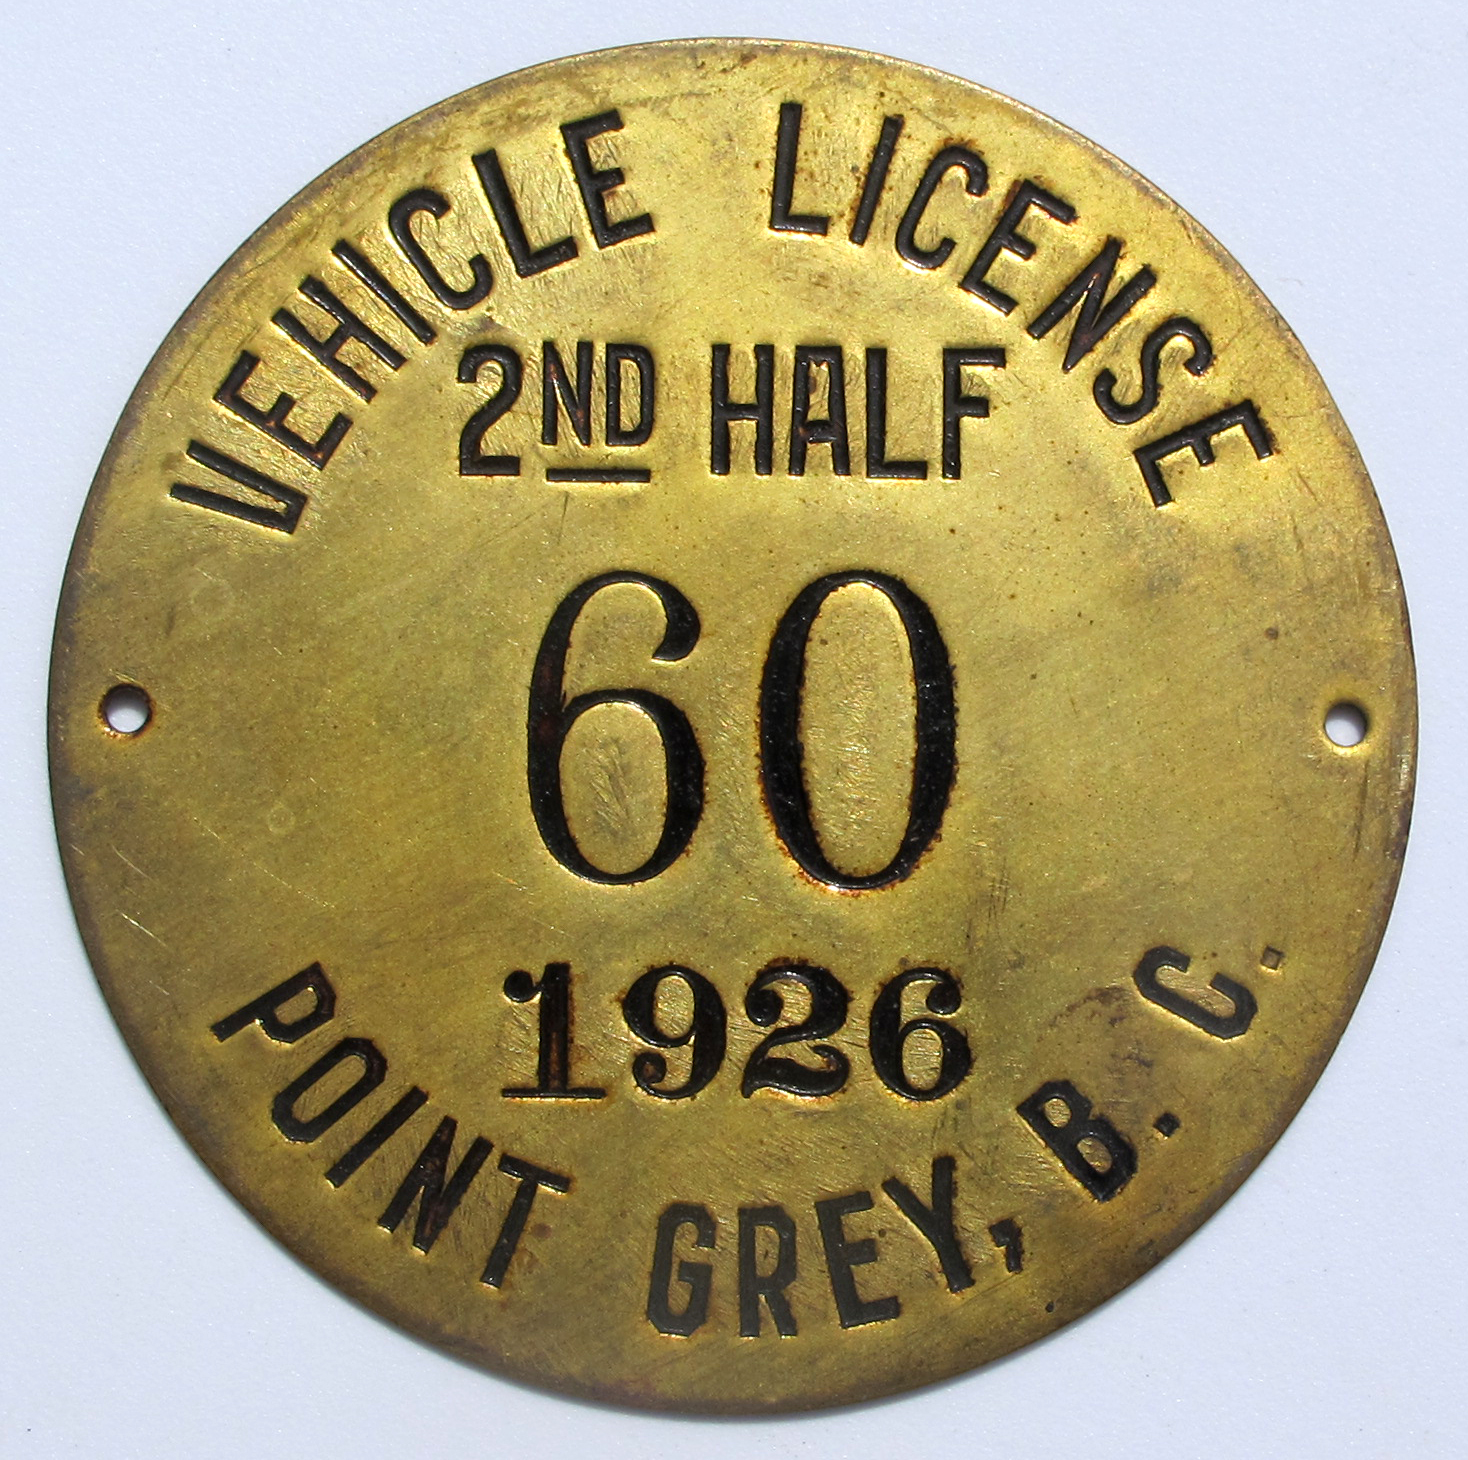 VEHICLE LICENSE
2ND HALF
60
1926
POINT GREY, B. C.